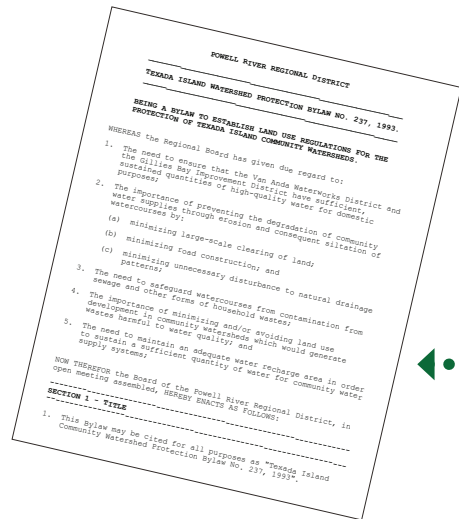 POWELL RIVER REGIONAL DISTRICT
TEXADA ISLAND WATERSHED PROTECTION BYLAW NO. 237, 1993.
BEING A BYLAW TO ESTABLISH LAND USE REGULATIONS FOR THE
PROTECTION OF TEXADA ISLAND COMMUNITY WATERSHEDS.
WHEREAS the Regional Board has given due regard to:
1. The need to ensure that the Van Anda Waterworks District and
the Gillies Bay Improvement District have sufficient,
sustained quantities of high-quality water for domestic
purposes;
2. The importance of preventing the degradation of community
water supplies through erosion and consequent siltation of
watercourses by;
(a) minimizing large-scale clearing of land;
(b) minimizing road construction; and
(c) minimizing unnecessary disturbance to natural drainage
patterns;
3. The need to safeguard watercourses from contamination from
sewage and other forms of household wastes;
4. The importance of minimizing and/or avoiding land use
development in community watersheds which would generate
wastes harmful to water quality; and
5. The need to maintain an adequate water recharge area in order
to sustain a sufficient quantity of water for community water
supply systems;
NOW THEREFOR the Board of the Powell River Regional District, in
open meeting assembled, HEREBY ENACTS AS FOLLOWS:
SECTION 1 - TITLE
1. This Bylaw may be Cited for all purposes as "Texada Island
Community Watershed Protection Bylaw No. 237, 1993".